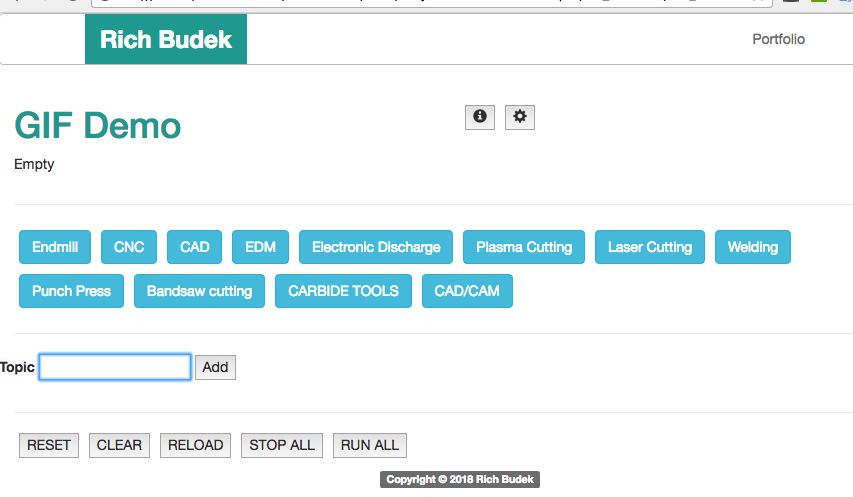 Rich Budek Portfolio
GIF Demo
Empty
Endmill CNC CAD EDM Electronic Discharge Plasma Cutting Laser Cutting Welding
Punch Press Bandsaw cutting CARBIDE TOOLS CAD/CAM
Topic Add
RESET CLEAR RELOAD STOP ALL RUN ALL
Copyright © 2018 Rich Budek